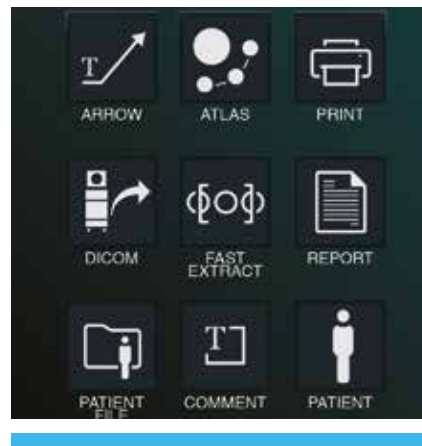 T
ARROW
ATLAS
PRINT
DICOM
FAST
EXTRACT
REPORT
PATIENT
FILE
T
COMMENT
PATIENT